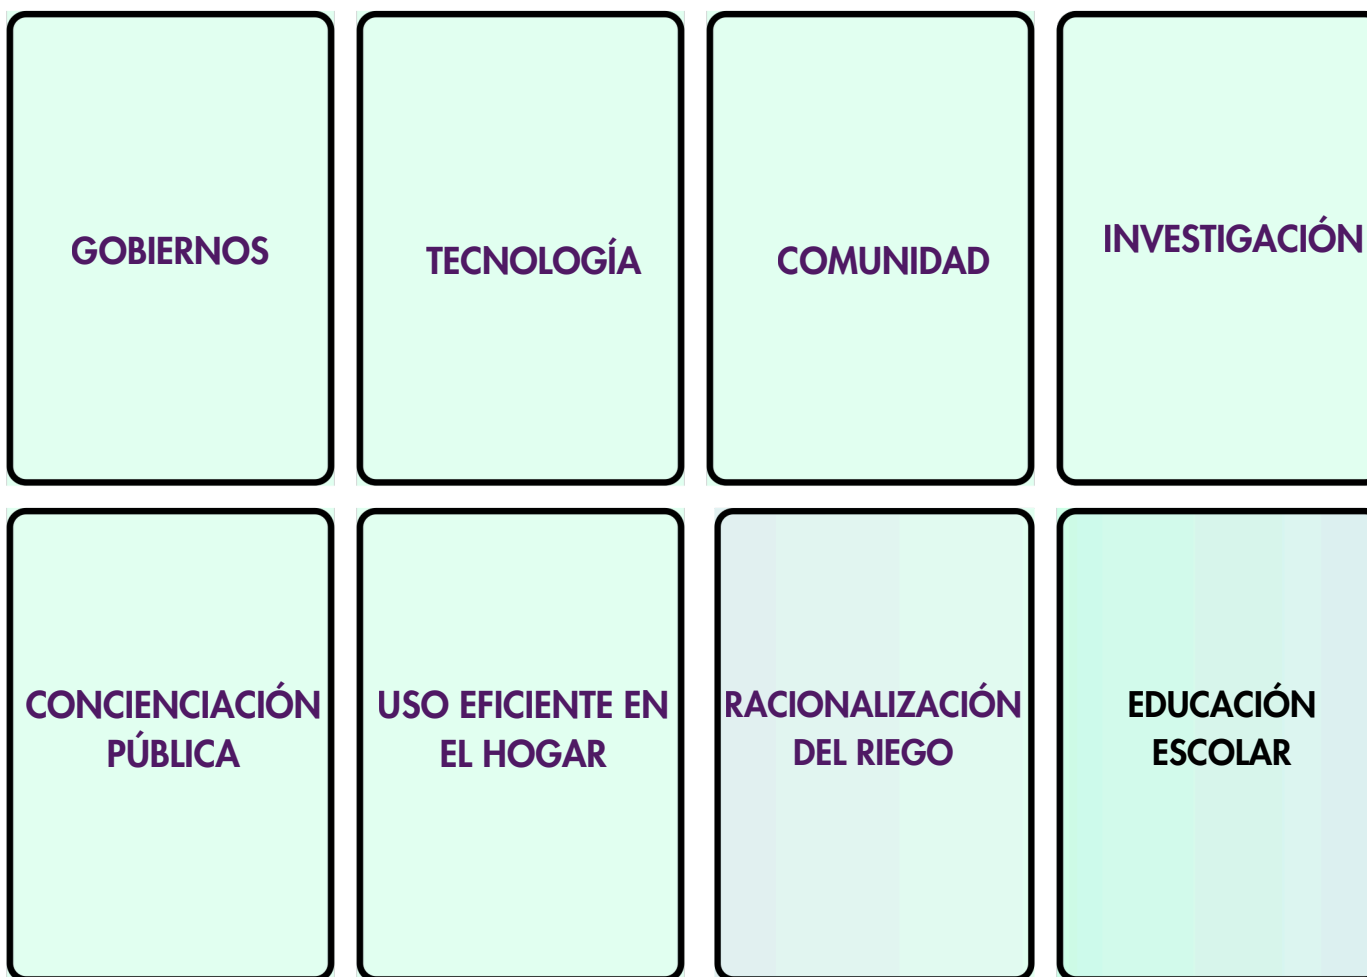 GOBIERNOS
TECNOLOGÍA
COMUNIDAD
INVESTIGACIÓN
CONCIENCIACIÓN
PÚBLICA
USO EFICIENTE EN
EL HOGAR
RACIONALIZACIÓN
DEL RIEGO
EDUCACIÓN
ESCOLAR